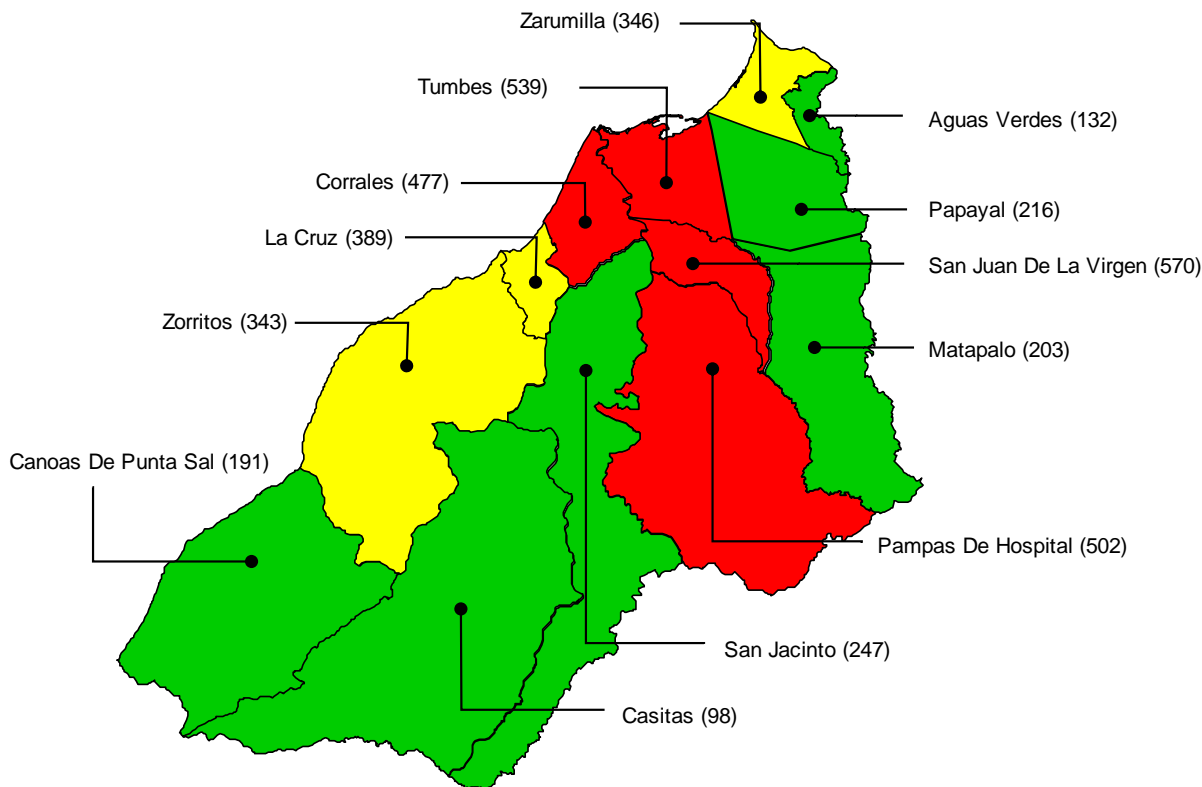 Zarumilla (346)
Tumbes (539)
Aguas Verdes (132)
Corrales (477)
Papayal (216)
La Cruz (389)
San Juan De La Virgen (570)
Zorritos (343)
Matapalo (203)
Canoas De Punta Sal (191)
Pampas De Hospital (502)
San Jacinto (247)
Casitas (98)